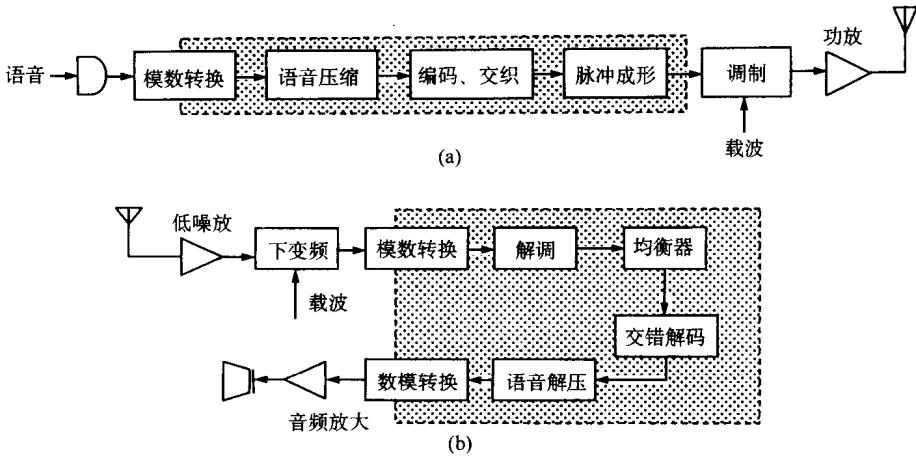 功放
语音
模数转换
语音压缩
编码、交织
脉冲成形
调制
载波
(a)
低噪放
下变频
模数转换
解调
均衡器
载波
交错解码
数模转换
语音解压
音频放大
(b)